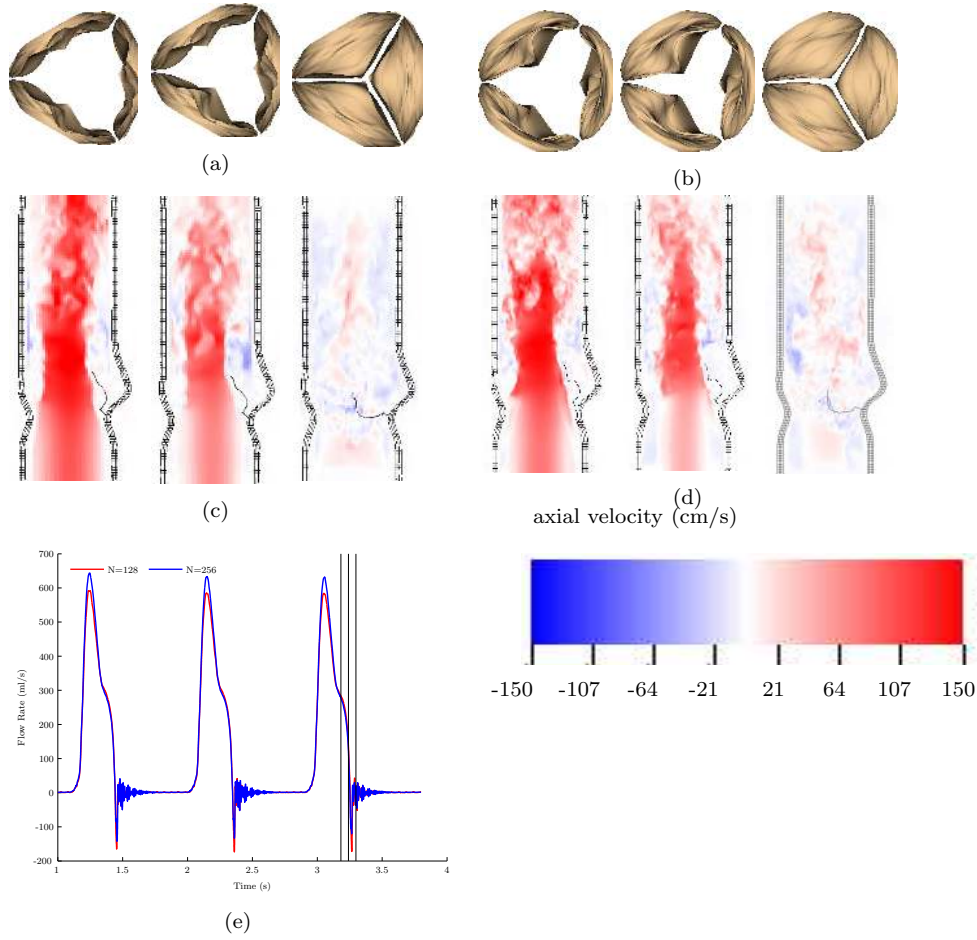 (a)
(b)
(c)
(d)
axial velocity (cm/s)
-150 -107 -64 -21 21 64 107 150
700
600
500
400
300
200
100
0
-100
-200
Flow Rate (ml/s)
N=128 N=256
1 1.5 2 2.5 3 3.5 4
Time (s)
(e)